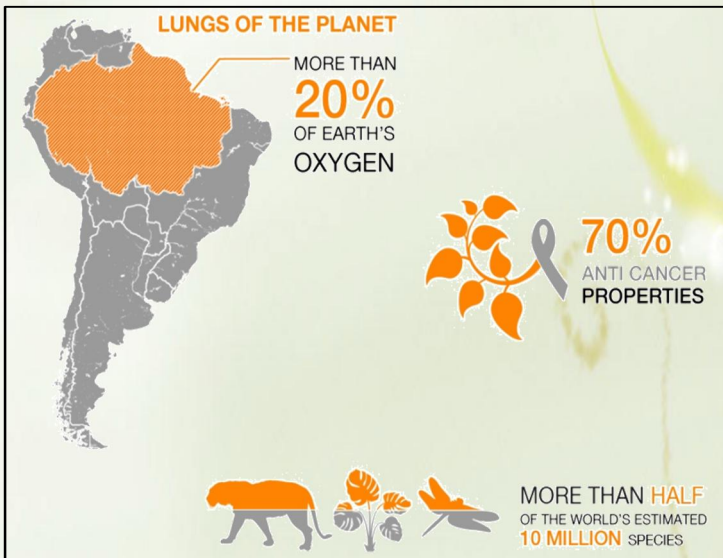 LUNGS OF THE PLANET
MORE THAN
20%
OF EARTH'S
OXYGEN
70%
ANTI CANCER
PROPERTIES
MORE THAN HALF
OF THE WORLD'S ESTIMATED
10 MILLION SPECIES